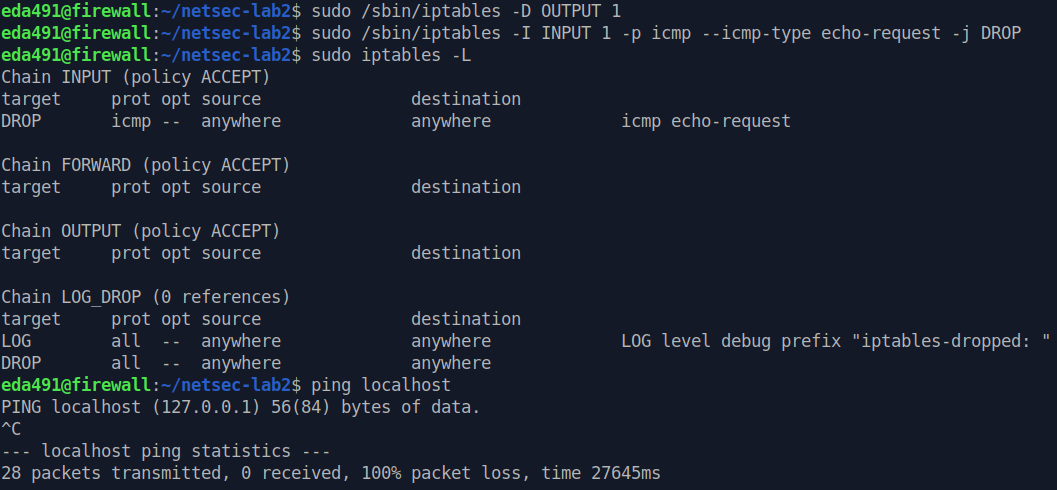 eda491@firewall:~/netsec-lab2$ sudo /sbin/iptables -D OUTPUT 1
eda491@firewall:~/netsec-lab2$ sudo /sbin/iptables -I INPUT 1 -p icmp --icmp-type echo-request -j DROP
eda491@firewall:~/netsec-lab2$ sudo iptables -L
Chain INPUT (policy ACCEPT)
target     prot opt source               destination
DROP       icmp --  anywhere             anywhere             icmp echo-request
Chain FORWARD (policy ACCEPT)
target     prot opt source               destination
Chain OUTPUT (policy ACCEPT)
target     prot opt source               destination
Chain LOG_DROP (0 references)
target     prot opt source               destination
LOG        all  --  anywhere             anywhere             LOG level debug prefix "iptables-dropped: "
DROP       all  --  anywhere             anywhere
eda491@firewall:~/netsec-lab2$ ping localhost
PING localhost (127.0.0.1) 56(84) bytes of data.
^C
--- localhost ping statistics ---
28 packets transmitted, 0 received, 100% packet loss, time 27645ms